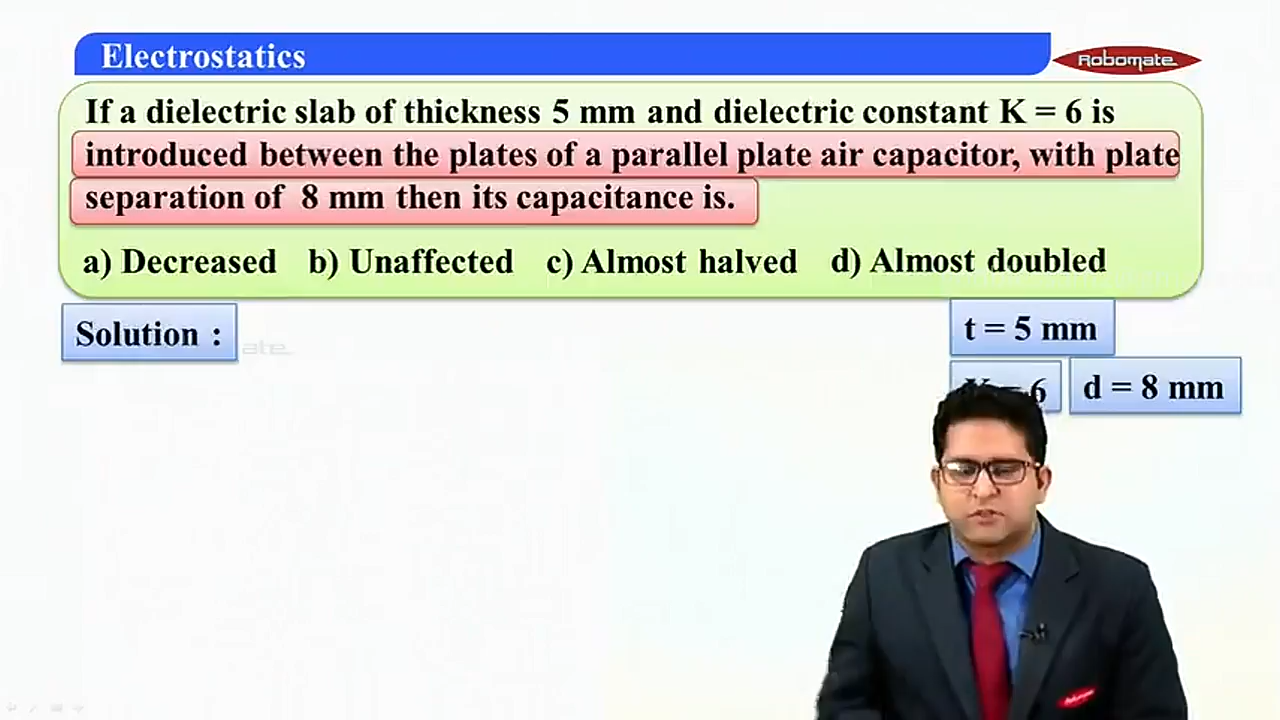 Electrostatics
Robomate
If a dielectric slab of thickness 5 mm and dielectric constant K = 6 is
introduced between the plates of a parallel plate air capacitor, with plate
separation of 8 mm then its capacitance is.
a) Decreased b) Unaffected c) Almost halved d) Almost doubled
Solution :
t = 5 mm
K = 6
d = 8 mm